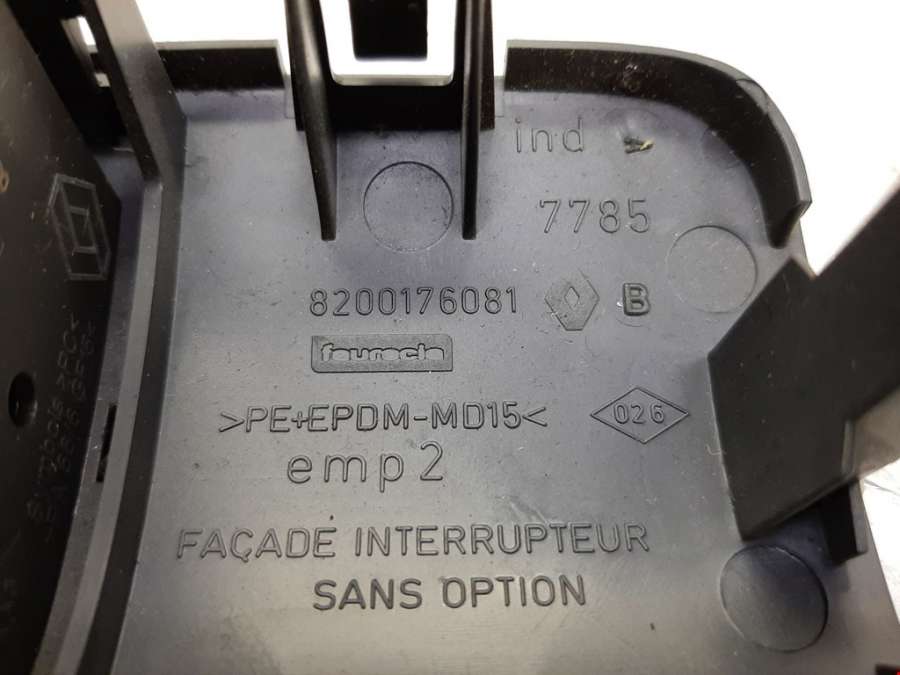 ind
7785
8200176081 B
faurecia
>PE+EPDM-MD15<
026
emp2
FAÇADE INTERRUPTEUR
SANS OPTION